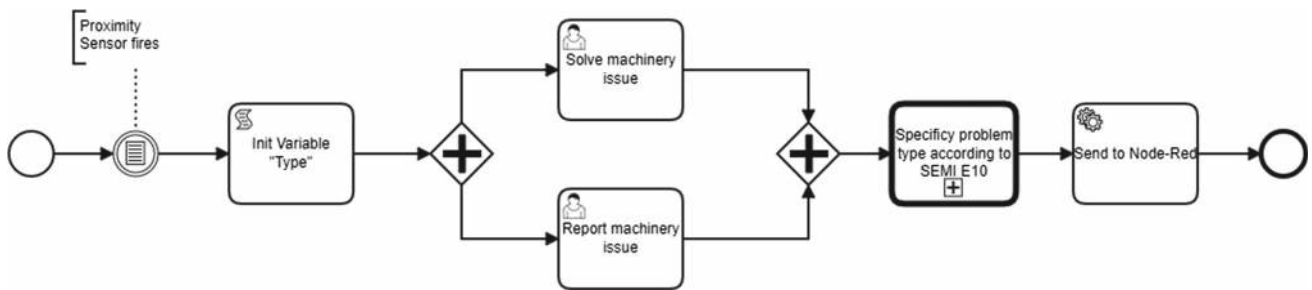 Proximity
Sensor fires
Init Variable
"Type"
Solve machinery
issue
Report machinery
issue
Specificy problem
type according to
SEMI E10
Send to Node-Red